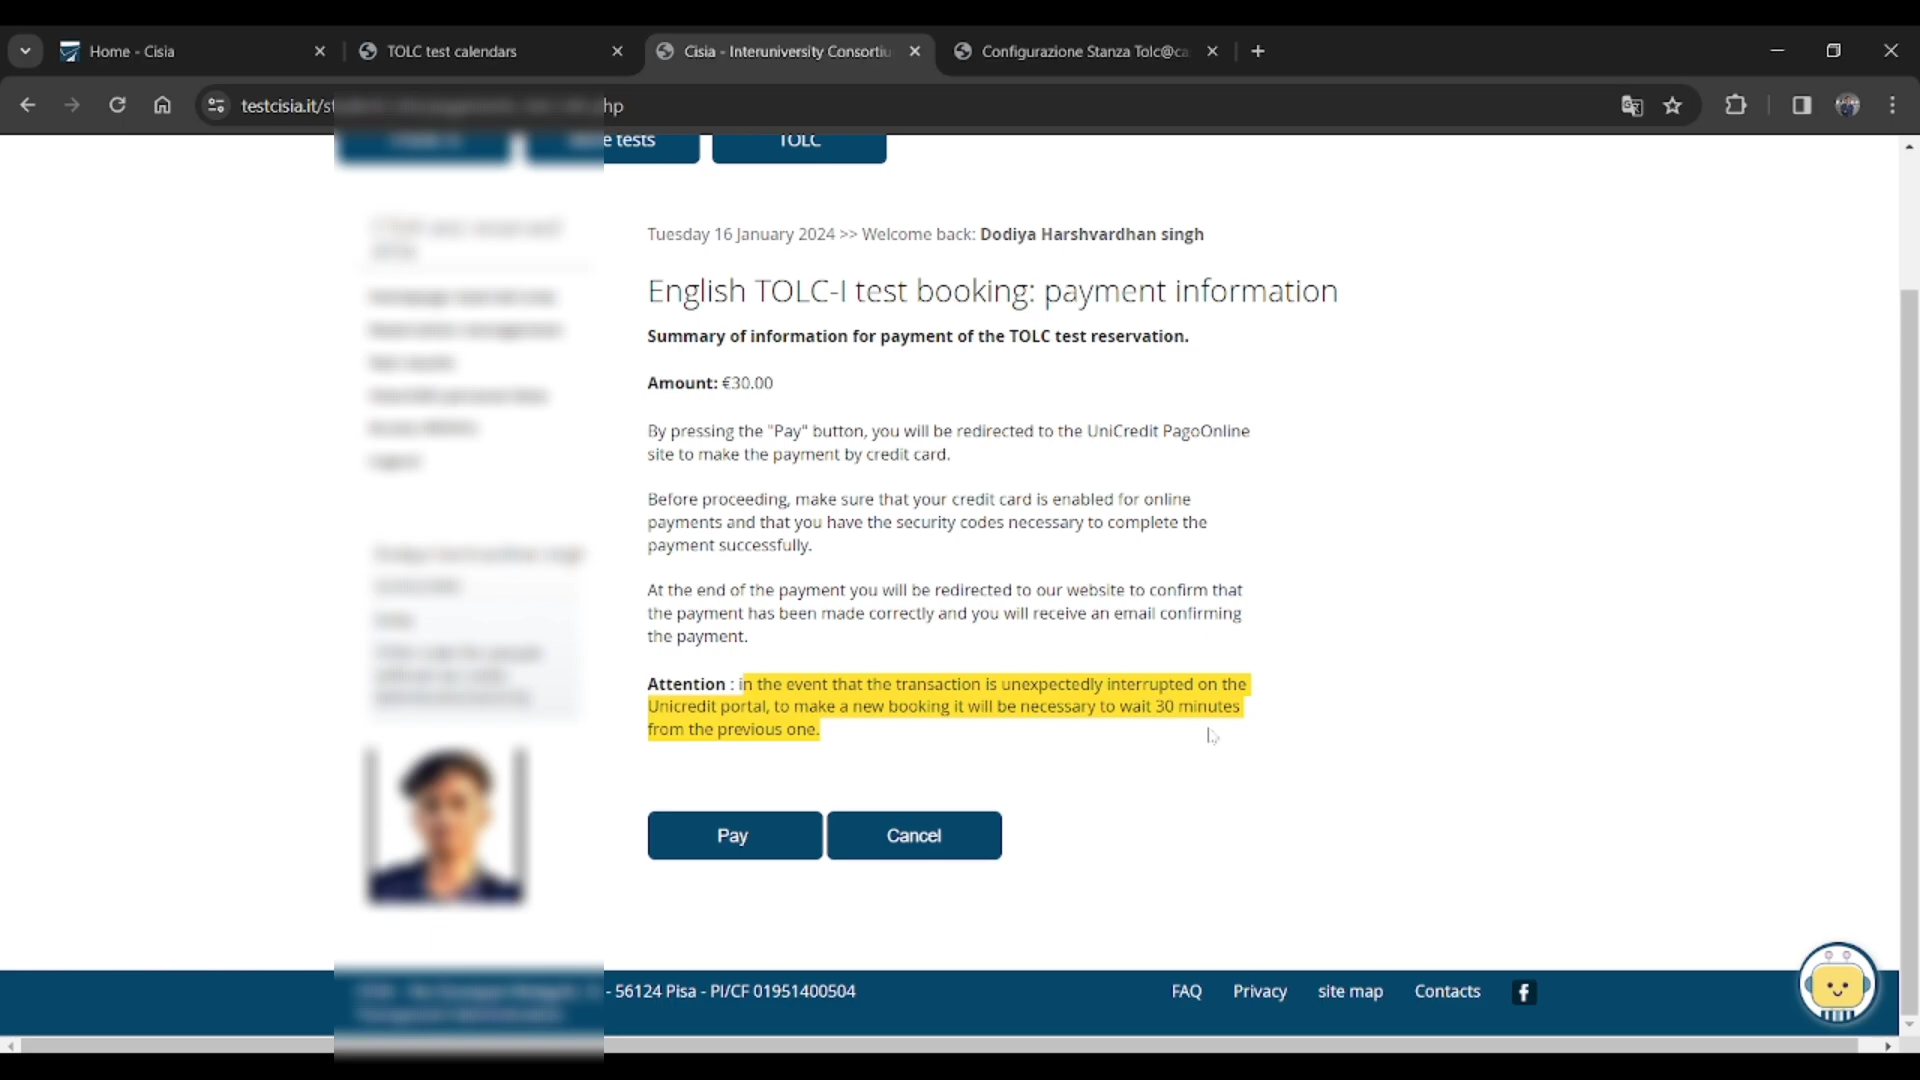 Home - Cisia
TOLC test calendars
Cisia - Interuniversity Consortiu
Configurazione Stanza Tolc@ca
testcisia.it/st
hp
e tests
TOLC
Tuesday 16 January 2024 >> Welcome back: Dodiya Harshvardhan singh
English TOLC-I test booking: payment information
Summary of information for payment of the TOLC test reservation.
Amount: €30.00
By pressing the "Pay" button, you will be redirected to the UniCredit PagoOnline
site to make the payment by credit card.
Before proceeding, make sure that your credit card is enabled for online
payments and that you have the security codes necessary to complete the
payment successfully.
At the end of the payment you will be redirected to our website to confirm that
the payment has been made correctly and you will receive an email confirming
the payment.
Attention : in the event that the transaction is unexpectedly interrupted on the
Unicredit portal, to make a new booking it will be necessary to wait 30 minutes
from the previous one.
Pay
Cancel
- 56124 Pisa - PI/CF 01951400504
FAQ
Privacy
site map
Contacts